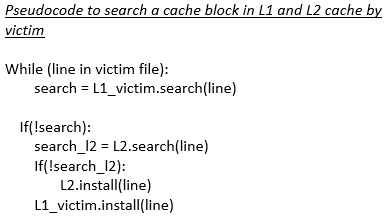 Pseudocode to search a cache block in L1 and L2 cache by
victim
While (line in victim file):
search = L1_victim.search(line)
If(!search):
search_l2 = L2.search(line)
If(!search_l2):
L2.install(line)
L1_victim.install(line)